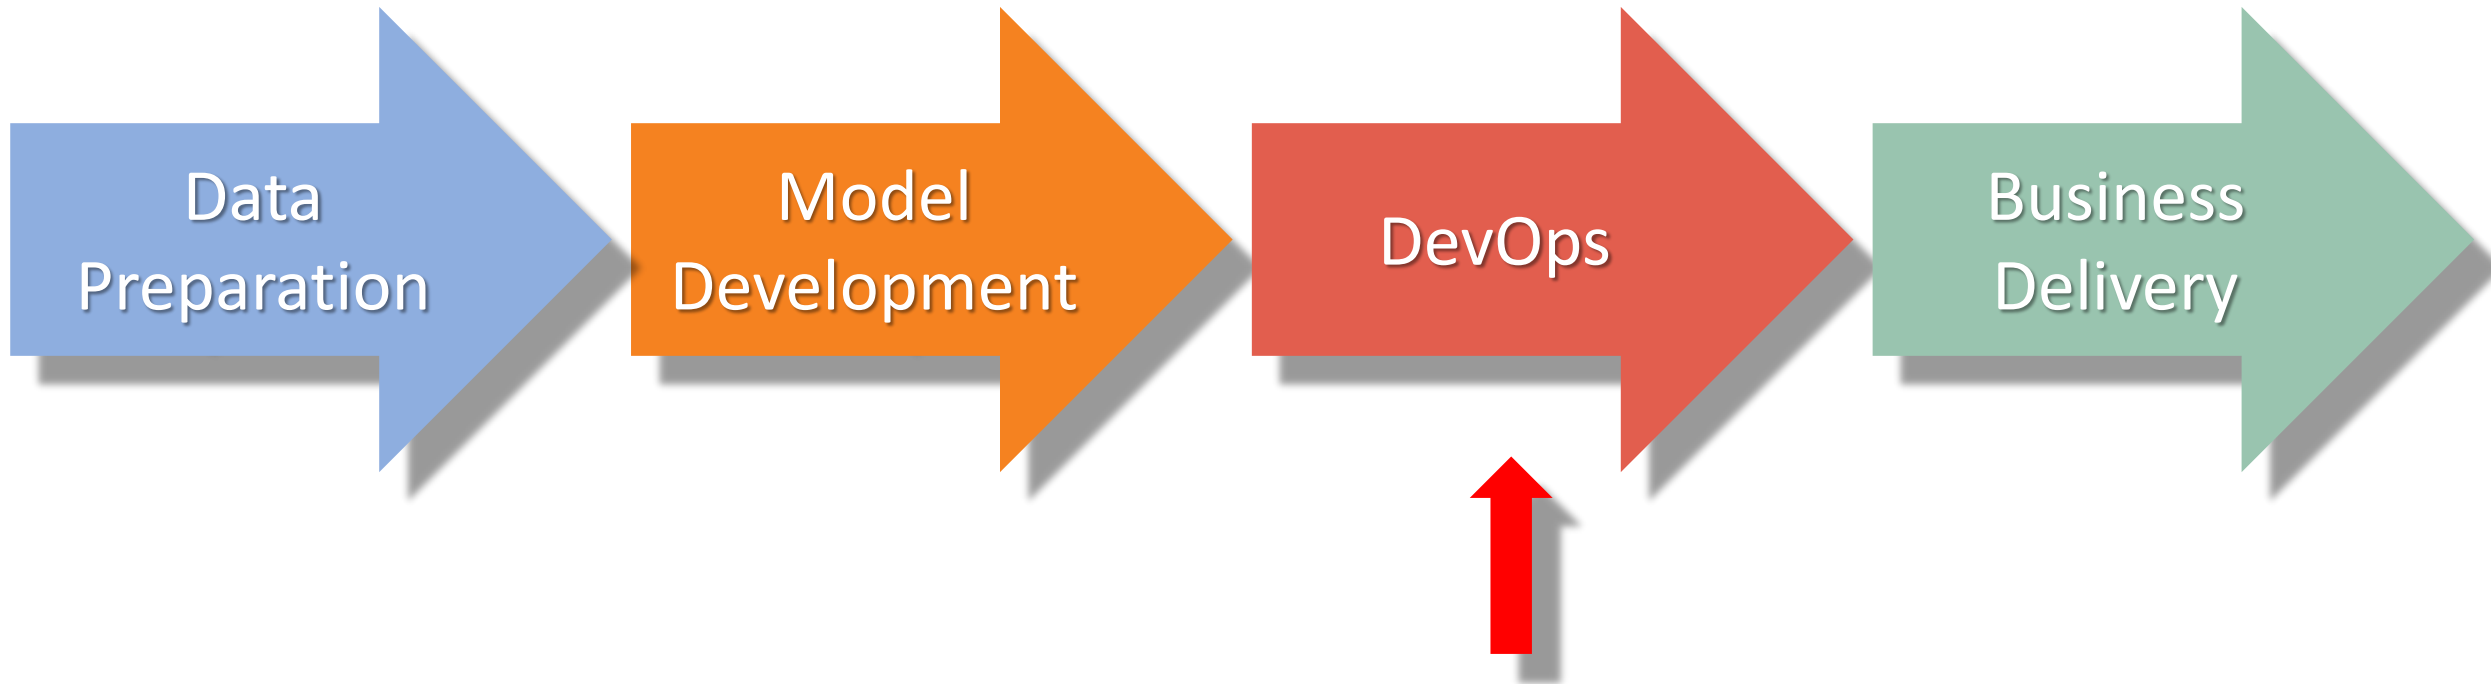 Data
Preparation
Model
Development
DevOps
Business
Delivery